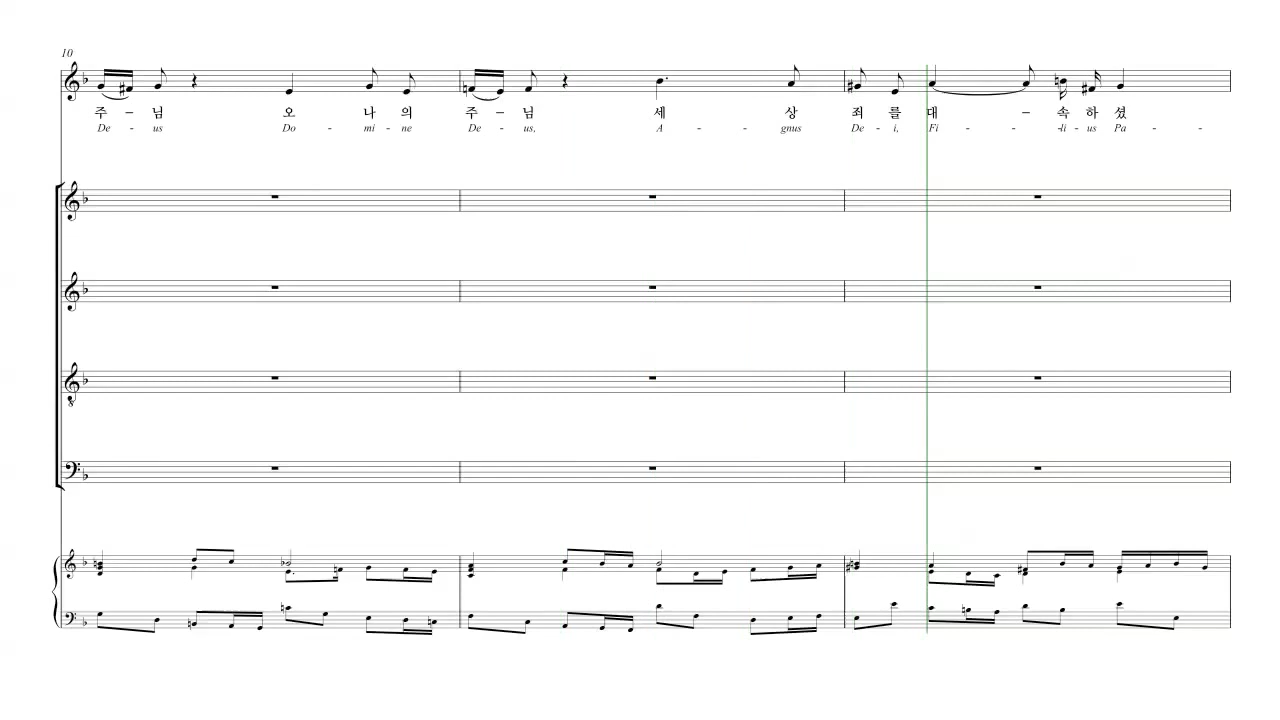 10
주 – 님 오 나 의 주 – 님 세 상 죄 를 대 – 속 하 셨
De - us Do - mi - ne De - us, A - - gnus De - i, Fi - - - li - us Pa - -
8